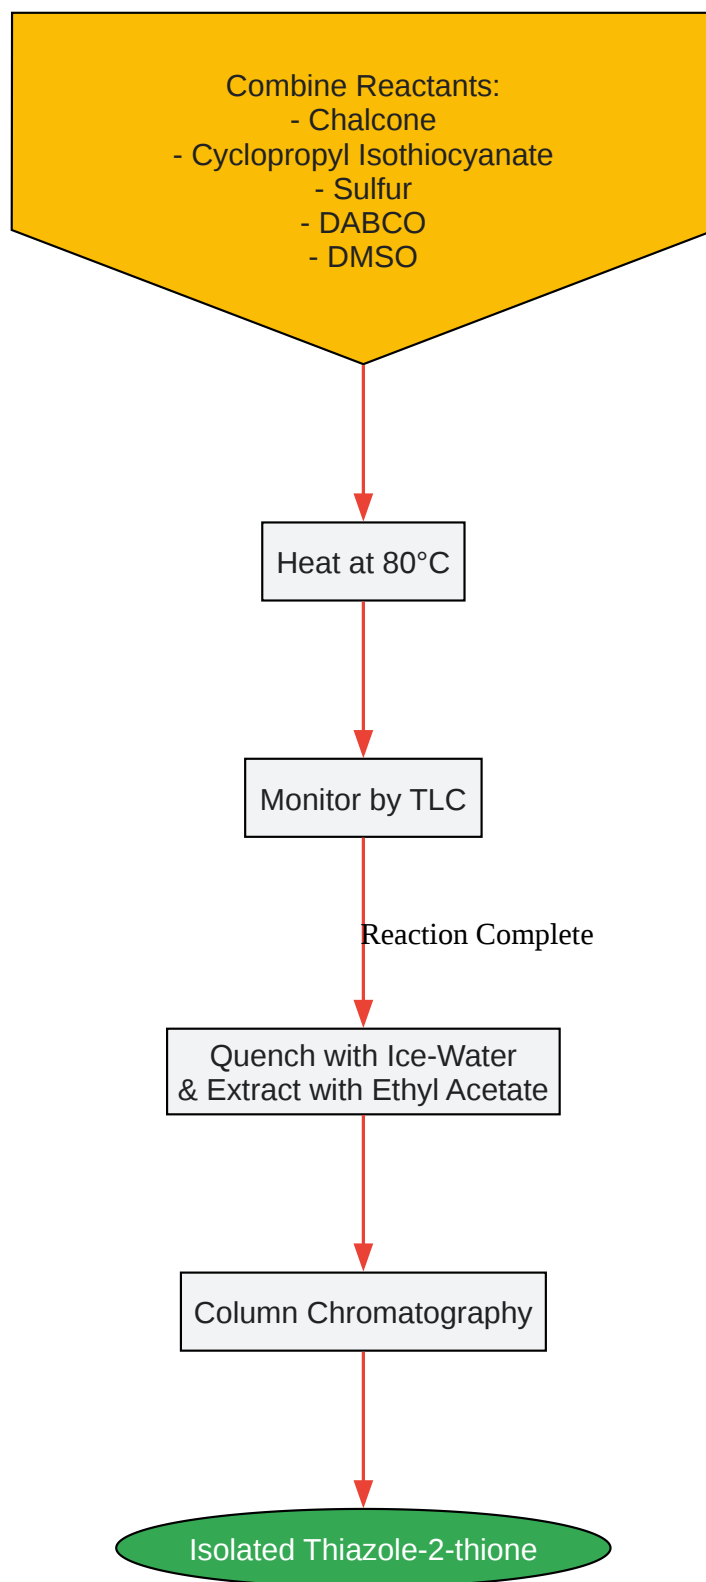 Combine Reactants:
- Chalcone
- Cyclopropyl Isothiocyanate
- Sulfur
- DABCO
- DMSO
Heat at 80°C
Monitor by TLC
Reaction Complete
Quench with Ice-Water
& Extract with Ethyl Acetate
Column Chromatography
Isolated Thiazole-2-thione